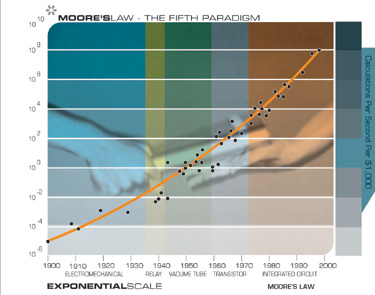 MOORE'SLAW - THE FIFTH PARADIGM
10 10
10 8
10 6
10 4
10 2
10 0
10 -2
10 -4
10 -6
Calculations Per Second Per $1,000
1900 1910 1920 1930 1940 1950 1960 1970 1980 1990 2000
ELECTROMECHANICAL RELAY VACUUME TUBE TRANSISTOR INTEGRATED CIRCUIT
EXPONENTIALSCALE MOORE'S LAW